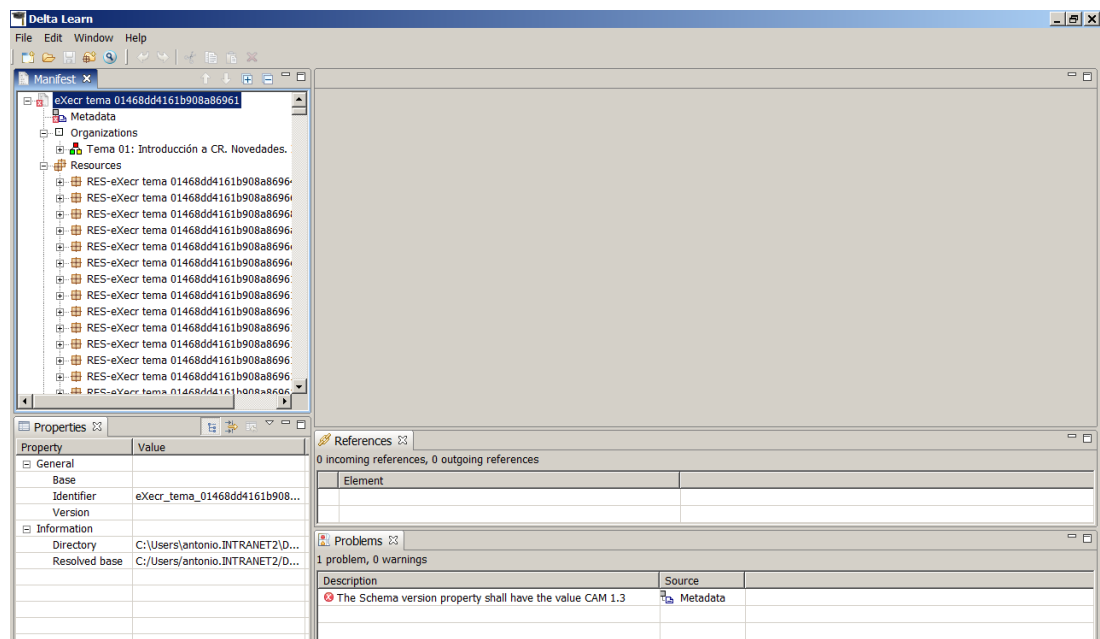 Delta Learn
File Edit Window Help
Manifest
eXecr tema 01468dd4161b908a86961
Metadata
Organizations
Tema 01: Introducción a CR. Novedades.
Resources
RES-eXecr tema 01468dd4161b908a8696
RES-eXecr tema 01468dd4161b908a8696
RES-eXecr tema 01468dd4161b908a8696
RES-eXecr tema 01468dd4161b908a8696
RES-eXecr tema 01468dd4161b908a8696
RES-eXecr tema 01468dd4161b908a8696
RES-eXecr tema 01468dd4161b908a8696
RES-eXecr tema 01468dd4161b908a8696
RES-eXecr tema 01468dd4161b908a8696
RES-eXecr tema 01468dd4161b908a8696
RES-eXecr tema 01468dd4161b908a8696
RES-eXecr tema 01468dd4161b908a8696
RES-eXecr tema 01468dd4161b908a8696
RES-eXecr tema 01468dd4161b908a8696
Properties
Property Value
General
Base
Identifier eXecr_tema_01468dd4161b908...
Version
Information
Directory C:\Users\antonio.INTRANET2\D...
Resolved base C:/Users/antonio.INTRANET2/D...
References
0 incoming references, 0 outgoing references
Element
Problems
1 problem, 0 warnings
Description Source
The Schema version property shall have the value CAM 1.3 Metadata